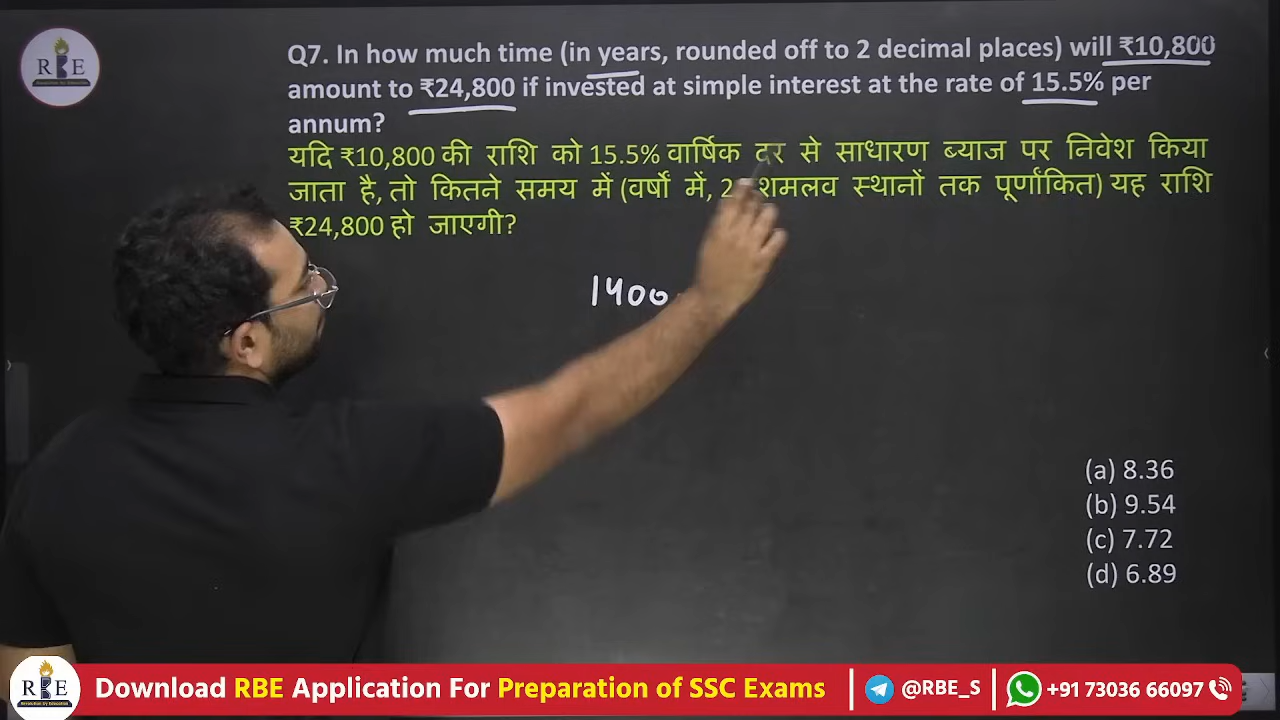 RBE
Q7. In how much time (in years, rounded off to 2 decimal places) will ₹10,800
amount to ₹24,800 if invested at simple interest at the rate of 15.5% per
annum?
यदि ₹10,800 की राशि को 15.5% वार्षिक दर से साधारण ब्याज पर निवेश किया
जाता है, तो कितने समय में (वर्षो में, 2 शमलव स्थानों तक पूर्णांकित) यह राशि
₹24,800 हो जाएगी?
1400
(a) 8.36
(b) 9.54
(c) 7.72
(d) 6.89
RBE Download RBE Application For Preparation of SSC Exams @RBE_S +91 73036 66097